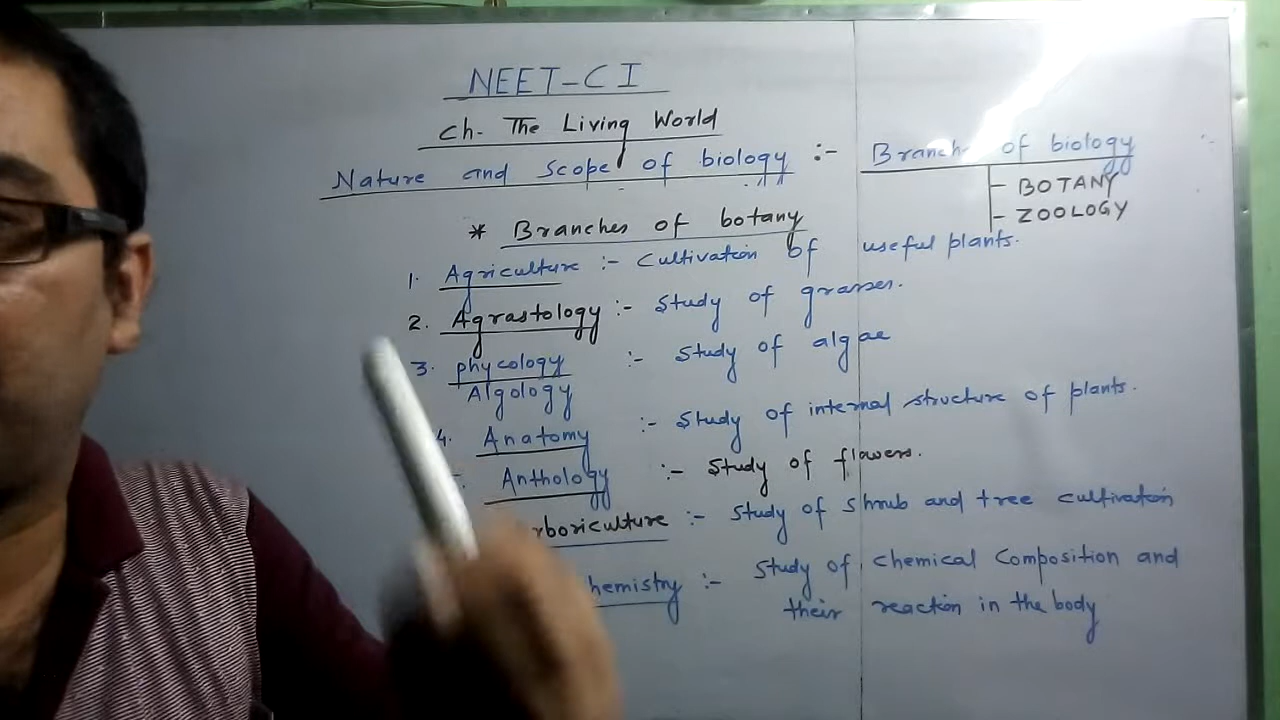 NEET-CI
Ch- The Living World
Nature and Scope of biology :- Branch of biology
- BOTANY
- ZOOLOGY
* Branches of botany
1. Agriculture :- Cultivation of useful plants.
2. Agrastology :- Study of grasses.
3. phycology :- Study of algae
Algology
4. Anatomy :- Study of internal structure of plants.
Anthology :- Study of flowers.
rboriculture :- Study of Shrub and tree cultivation
hemistry :- Study of chemical Composition and
their reaction in the body